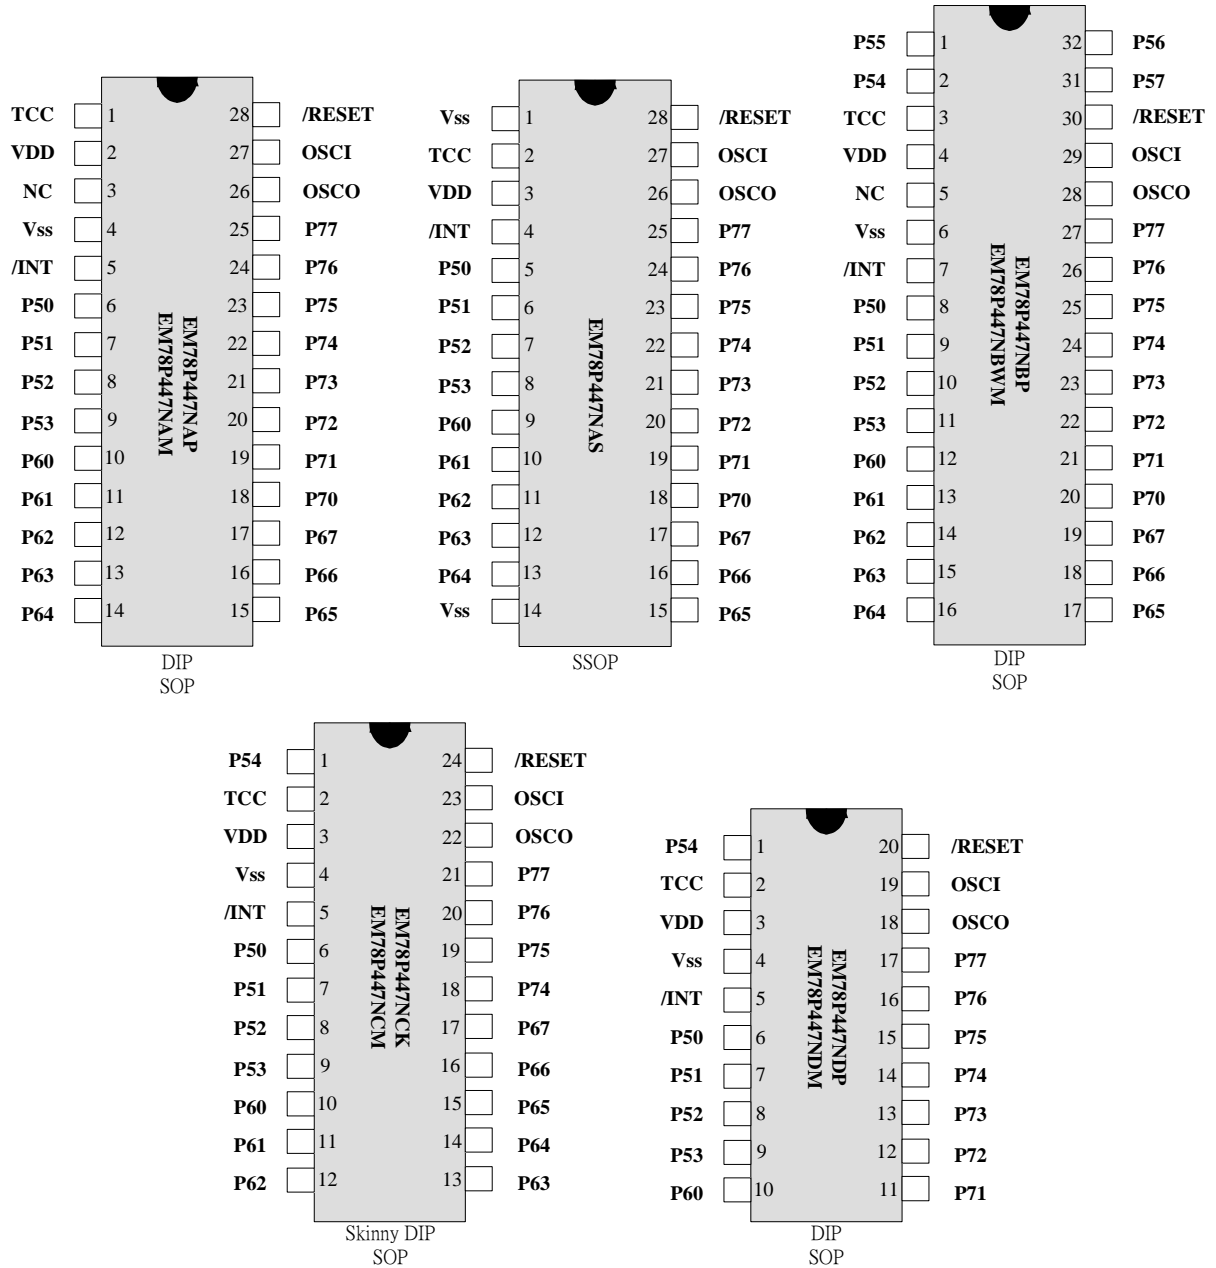 TCC 1 28 /RESET
VDD 2 27 OSCI
NC 3 26 OSCO
Vss 4 25 P77
/INT 5 24 P76
P50 6 23 P75
P51 7 22 P74
P52 8 21 P73
P53 9 20 P72
P60 10 19 P71
P61 11 18 P70
P62 12 17 P67
P63 13 16 P66
P64 14 15 P65
EM78P447NAP
EM78P447NAM
DIP
SOP
Vss 1 28 /RESET
TCC 2 27 OSCI
VDD 3 26 OSCO
/INT 4 25 P77
P50 5 24 P76
P51 6 23 P75
P52 7 22 P74
P53 8 21 P73
P60 9 20 P72
P61 10 19 P71
P62 11 18 P70
P63 12 17 P67
P64 13 16 P66
Vss 14 15 P65
EM78P447NAS
SSOP
P55 1 32 P56
P54 2 31 P57
TCC 3 30 /RESET
VDD 4 29 OSCI
NC 5 28 OSCO
Vss 6 27 P77
/INT 7 26 P76
P50 8 25 P75
P51 9 24 P74
P52 10 23 P73
P53 11 22 P72
P60 12 21 P71
P61 13 20 P70
P62 14 19 P67
P63 15 18 P66
P64 16 17 P65
EM78P447NBP
EM78P447NBWM
DIP
SOP
P54 1 24 /RESET
TCC 2 23 OSCI
VDD 3 22 OSCO
Vss 4 21 P77
/INT 5 20 P76
P50 6 19 P75
P51 7 18 P74
P52 8 17 P67
P53 9 16 P66
P60 10 15 P65
P61 11 14 P64
P62 12 13 P63
EM78P447NCK
EM78P447NCM
Skinny DIP
SOP
P54 1 20 /RESET
TCC 2 19 OSCI
VDD 3 18 OSCO
Vss 4 17 P77
/INT 5 16 P76
P50 6 15 P75
P51 7 14 P74
P52 8 13 P73
P53 9 12 P72
P60 10 11 P71
EM78P447NDP
EM78P447NDM
DIP
SOP